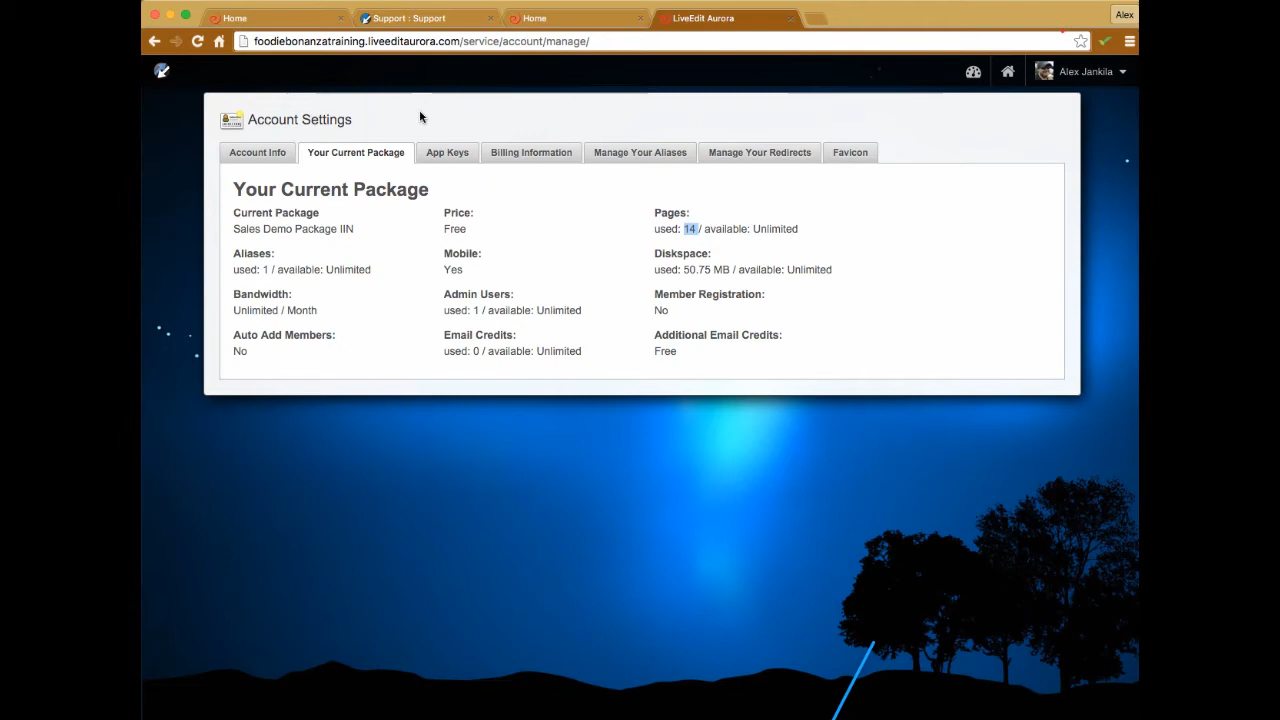 Home
Support : Support
Home
LiveEdit Aurora
Alex
foodiebonanzatraining.liveeditaurora.com/service/account/manage/
Alex Jankila
Account Settings
Account Info
Your Current Package
App Keys
Billing Information
Manage Your Aliases
Manage Your Redirects
Favicon
Your Current Package
Current Package
Price:
Pages:
Sales Demo Package IIN
Free
used: 14 / available: Unlimited
Aliases:
Mobile:
Diskspace:
used: 1 / available: Unlimited
Yes
used: 50.75 MB / available: Unlimited
Bandwidth:
Admin Users:
Member Registration:
Unlimited / Month
used: 1 / available: Unlimited
No
Auto Add Members:
Email Credits:
Additional Email Credits:
No
used: 0 / available: Unlimited
Free